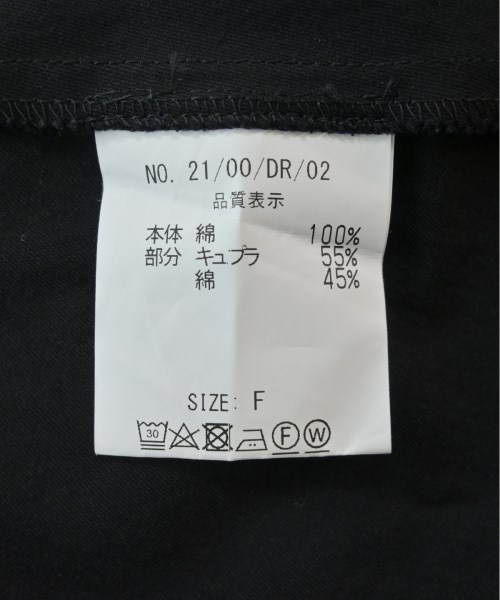 NO. 21/00/DR/02
品質表示
本体 綿 100%
部分 キュプラ 55%
綿 45%
SIZE: F
30 F W